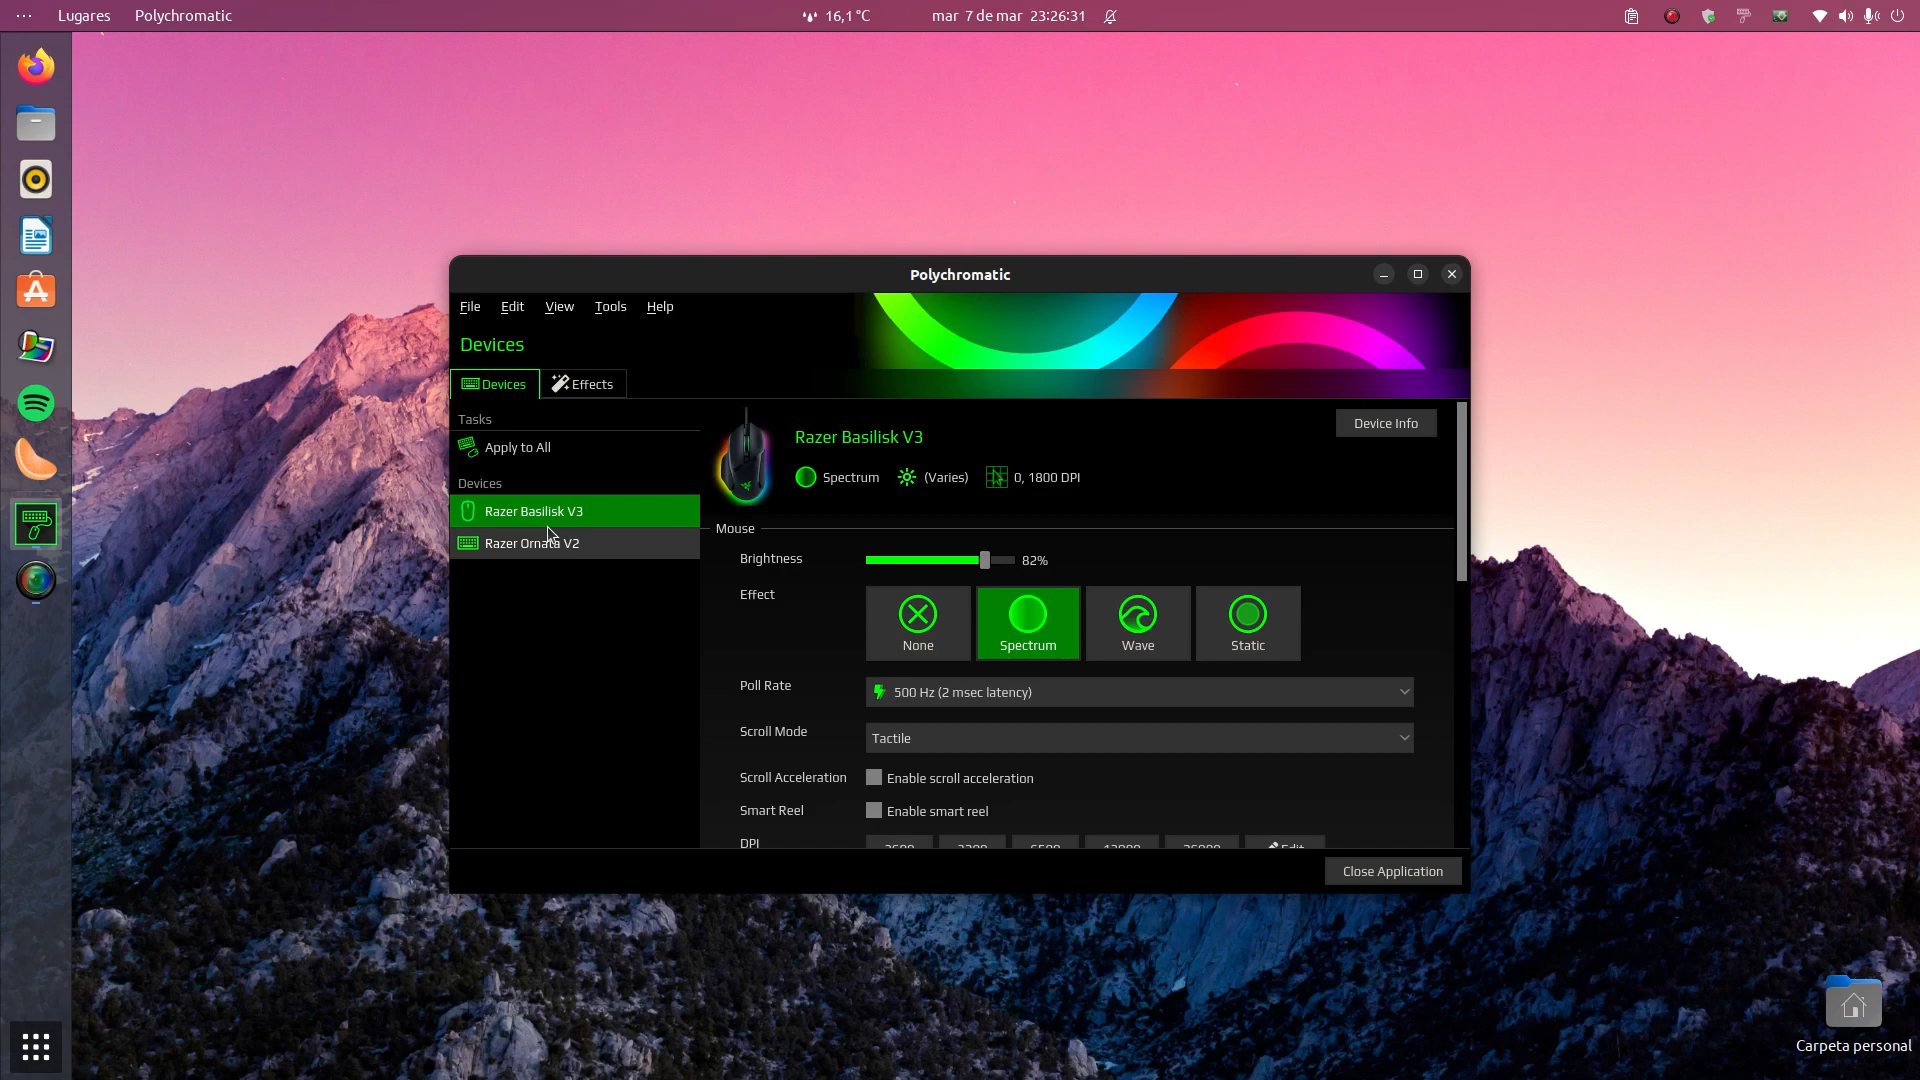 Lugares
Polychromatic
16,1 °C
mar 7 de mar 23:26:31
Polychromatic
File
Edit
View
Tools
Help
Devices
Devices
Effects
Tasks
Apply to All
Devices
Razer Basilisk V3
Razer Ornata V2
Razer Basilisk V3
Device Info
Spectrum
(Varies)
0, 1800 DPI
Mouse
Brightness
82%
Effect
None
Spectrum
Wave
Static
Poll Rate
500 Hz (2 msec latency)
Scroll Mode
Tactile
Scroll Acceleration
Enable scroll acceleration
Smart Reel
Enable smart reel
DPI
Edit
Close Application
Carpeta personal